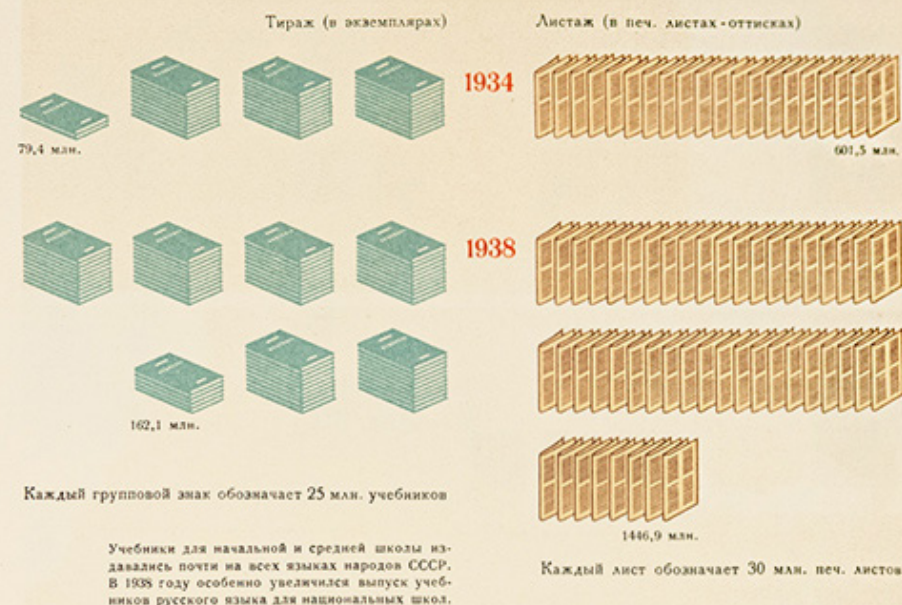 Тираж (в экземплярах)
Листаж (в печ. листах-оттисках)
1934
79,4 млн.
601,5 млн.
1938
162,1 млн.
1446,9 млн.
Каждый групповой знак обозначает 25 млн. учебников
Каждый лист обозначает 30 млн. печ. листов
Учебники для начальной и средней школы из-
давались почти на всех языках народов СССР.
В 1938 году особенно увеличился выпуск учеб-
ников русского языка для национальных школ.